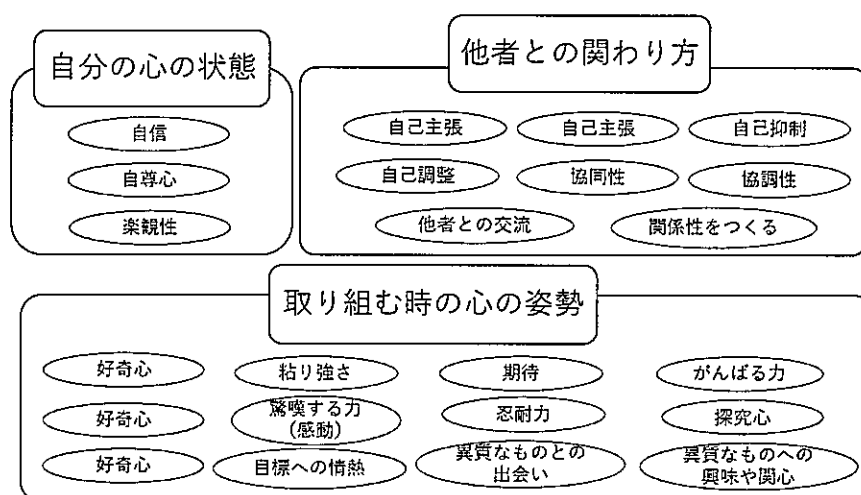 自分の心の状態
自信
自尊心
楽観性
他者との関わり方
自己主張 自己主張 自己抑制
自己調整 協同性 協調性
他者との交流 関係性をつくる
取り組む時の心の姿勢
好奇心 粘り強さ 期待 がんばる力
好奇心 驚嘆する力
(感動) 忍耐力 探究心
好奇心 目標への情熱 異質なものとの
出会い 異質なものへの
興味や関心